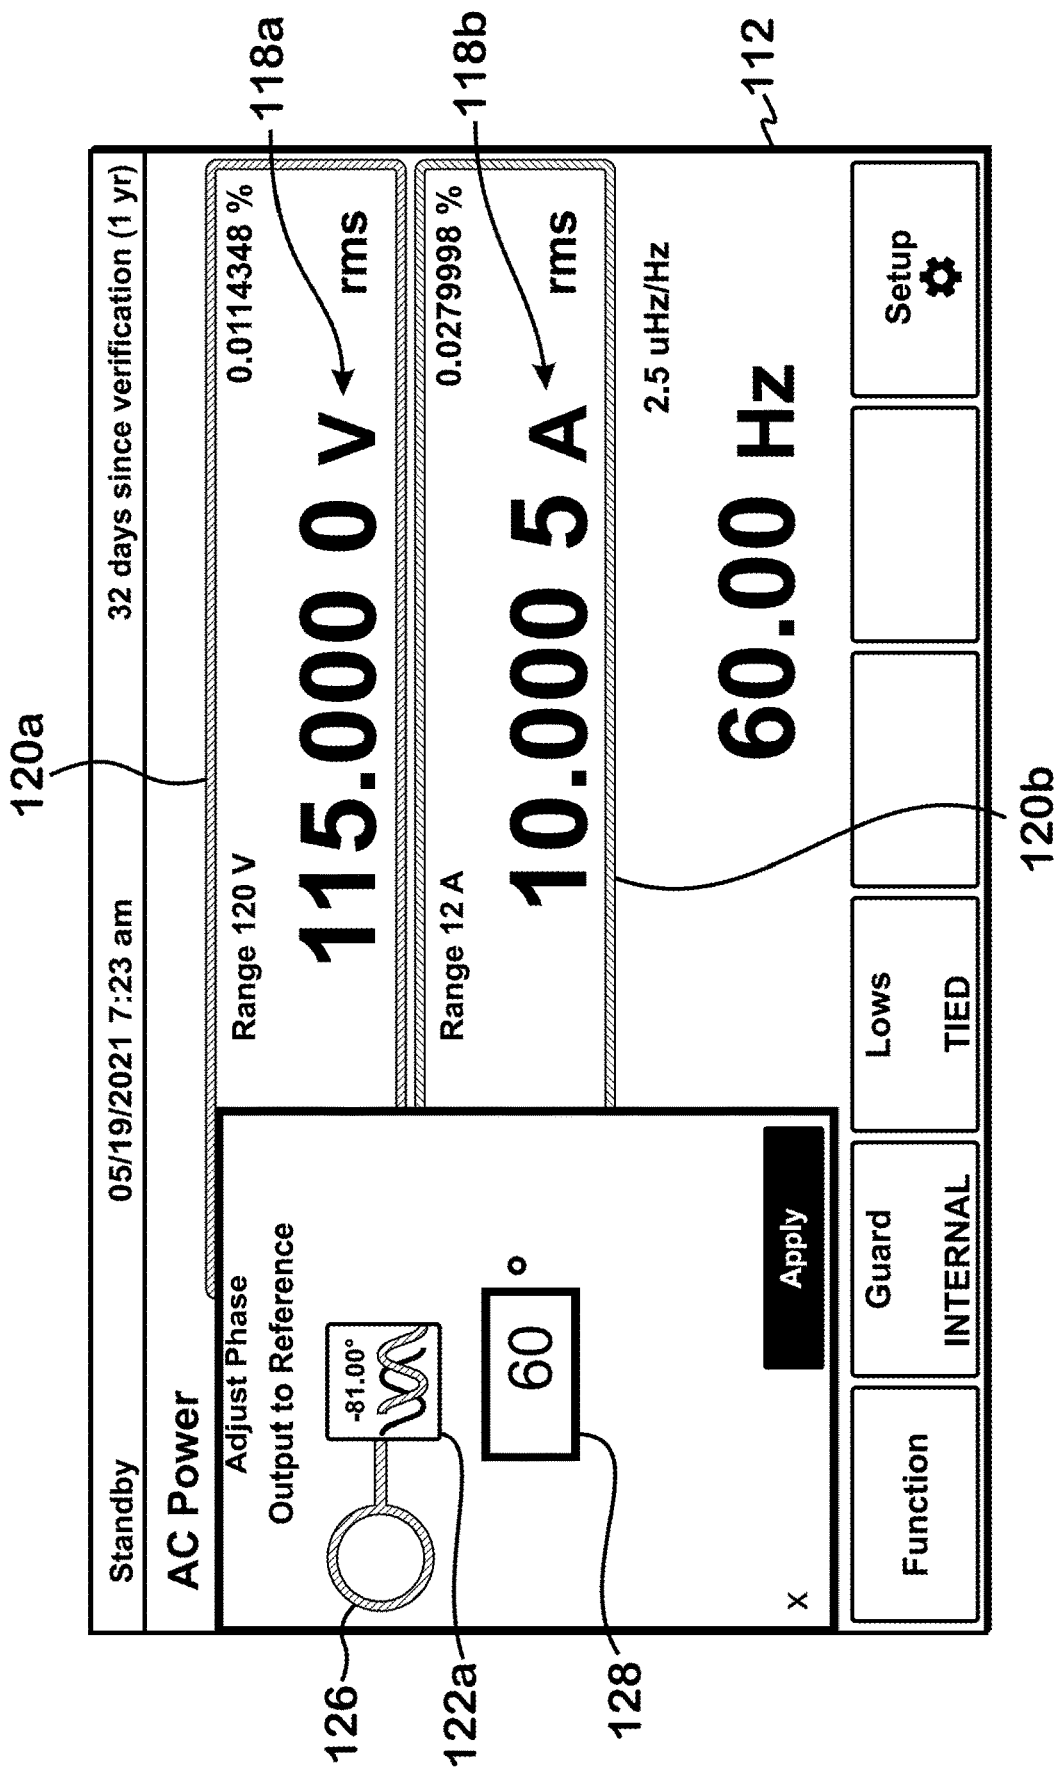 120a
118a
118b
112
Standby
05/19/2021 7:23 am
32 days since verification (1 yr)
AC Power
Adjust Phase
Output to Reference
-81.00°
60 °
x
Apply
Range 120 V
0.0114348 %
115.000 0 V
rms
Range 12 A
0.0279998 %
10.000 5 A
rms
2.5 uHz/Hz
60.00 Hz
Function
Guard
INTERNAL
Lows
TIED
Setup
126
122a
128
120b